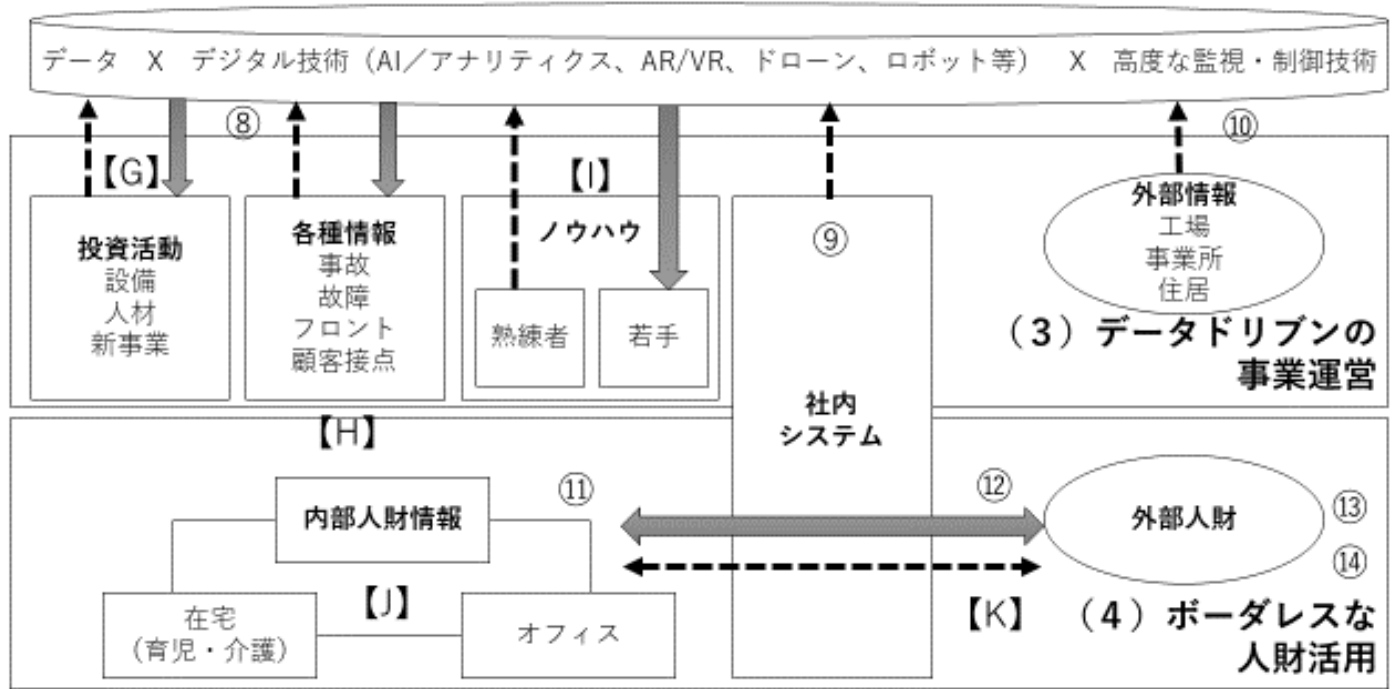 データ X デジタル技術（AI／アナリティクス、AR/VR、ドローン、ロボット等） X 高度な監視・制御技術
⑧
⑩
【G】
【I】
投資活動
設備
人材
新事業
各種情報
事故
故障
フロント
顧客接点
ノウハウ
熟練者
若手
⑨
外部情報
工場
事業所
住居
（３）データドリブンの
事業運営
社内
システム
【H】
内部人財情報
⑪
⑫
外部人財
⑬
⑭
在宅
(育児・介護)
【J】
オフィス
【K】
（４）ボーダレスな
人財活用